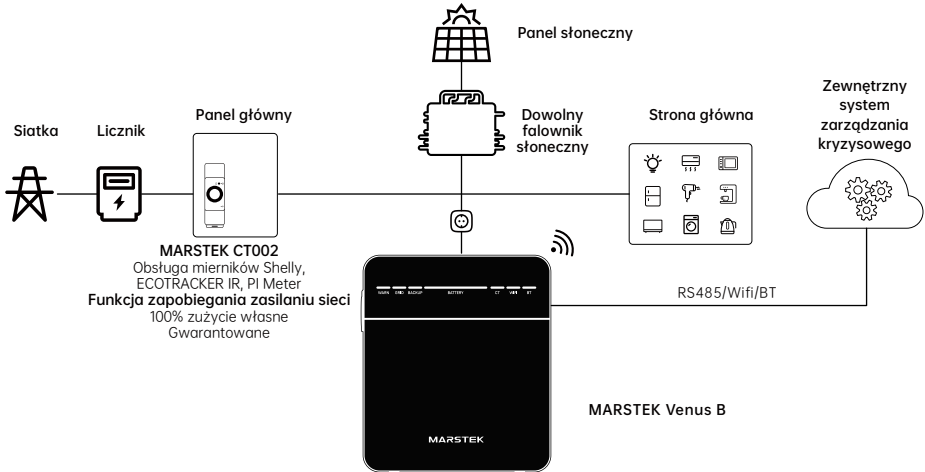 Panel słoneczny
Siatka
Licznik
Panel główny
Dowolny
falownik
słoneczny
Strona główna
Zewnętrzny
system
zarządzania
kryzysowego
MARSTEK CT002
Obsługa mierników Shelly,
ECOTRACKER IR, PI Meter
Funkcja zapobiegania zasilaniu sieci
100% zużycie własne
Gwarantowane
WARN GRID BACKUP BATTERY CT WIFI BT
RS485/Wifi/BT
MARSTEK Venus B
MARSTEK